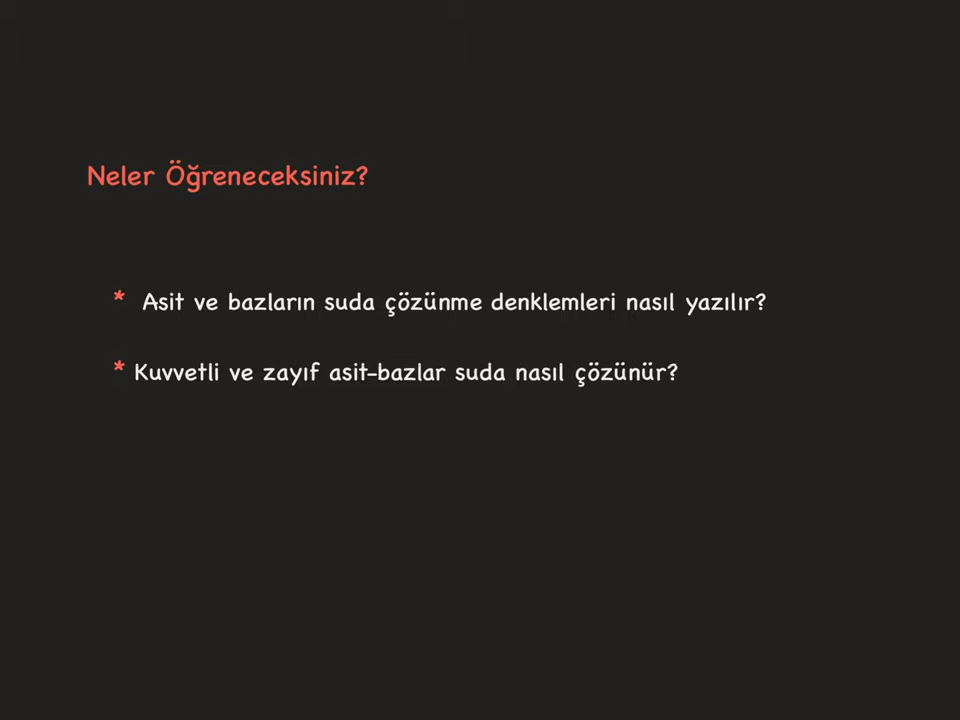 Neler Öğreneceksiniz?
* Asit ve bazların suda çözünme denklemleri nasıl yazılır?
* Kuvvetli ve zayıf asit-bazlar suda nasıl çözünür?